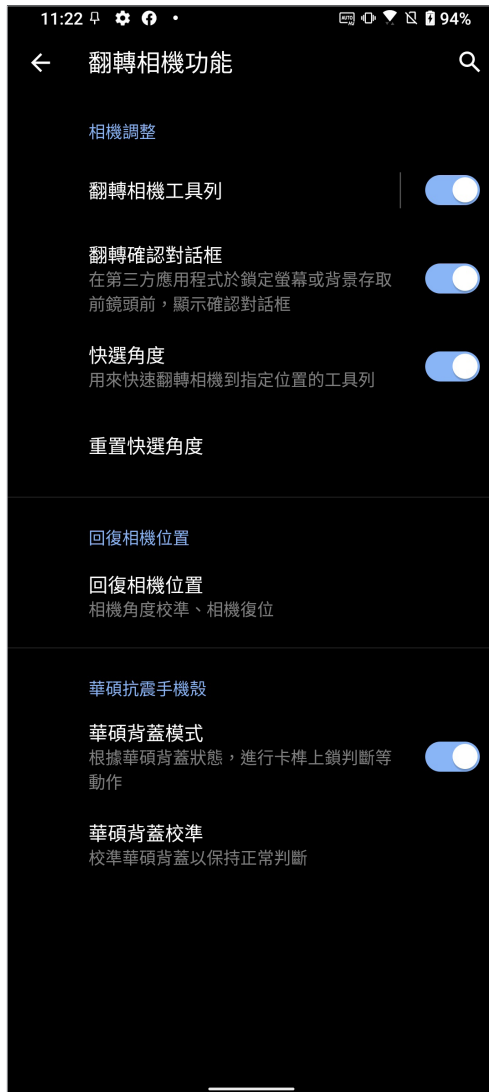 11:22 94%
翻轉相機功能
相機調整
翻轉相機工具列
翻轉確認對話框
在第三方應用程式於鎖定螢幕或背景存取
前鏡頭前，顯示確認對話框
快選角度
用來快速翻轉相機到指定位置的工具列
重置快選角度
回復相機位置
回復相機位置
相機角度校準、相機復位
華碩抗震手機殼
華碩背蓋模式
根據華碩背蓋狀態，進行卡榫上鎖判斷等
動作
華碩背蓋校準
校準華碩背蓋以保持正常判斷